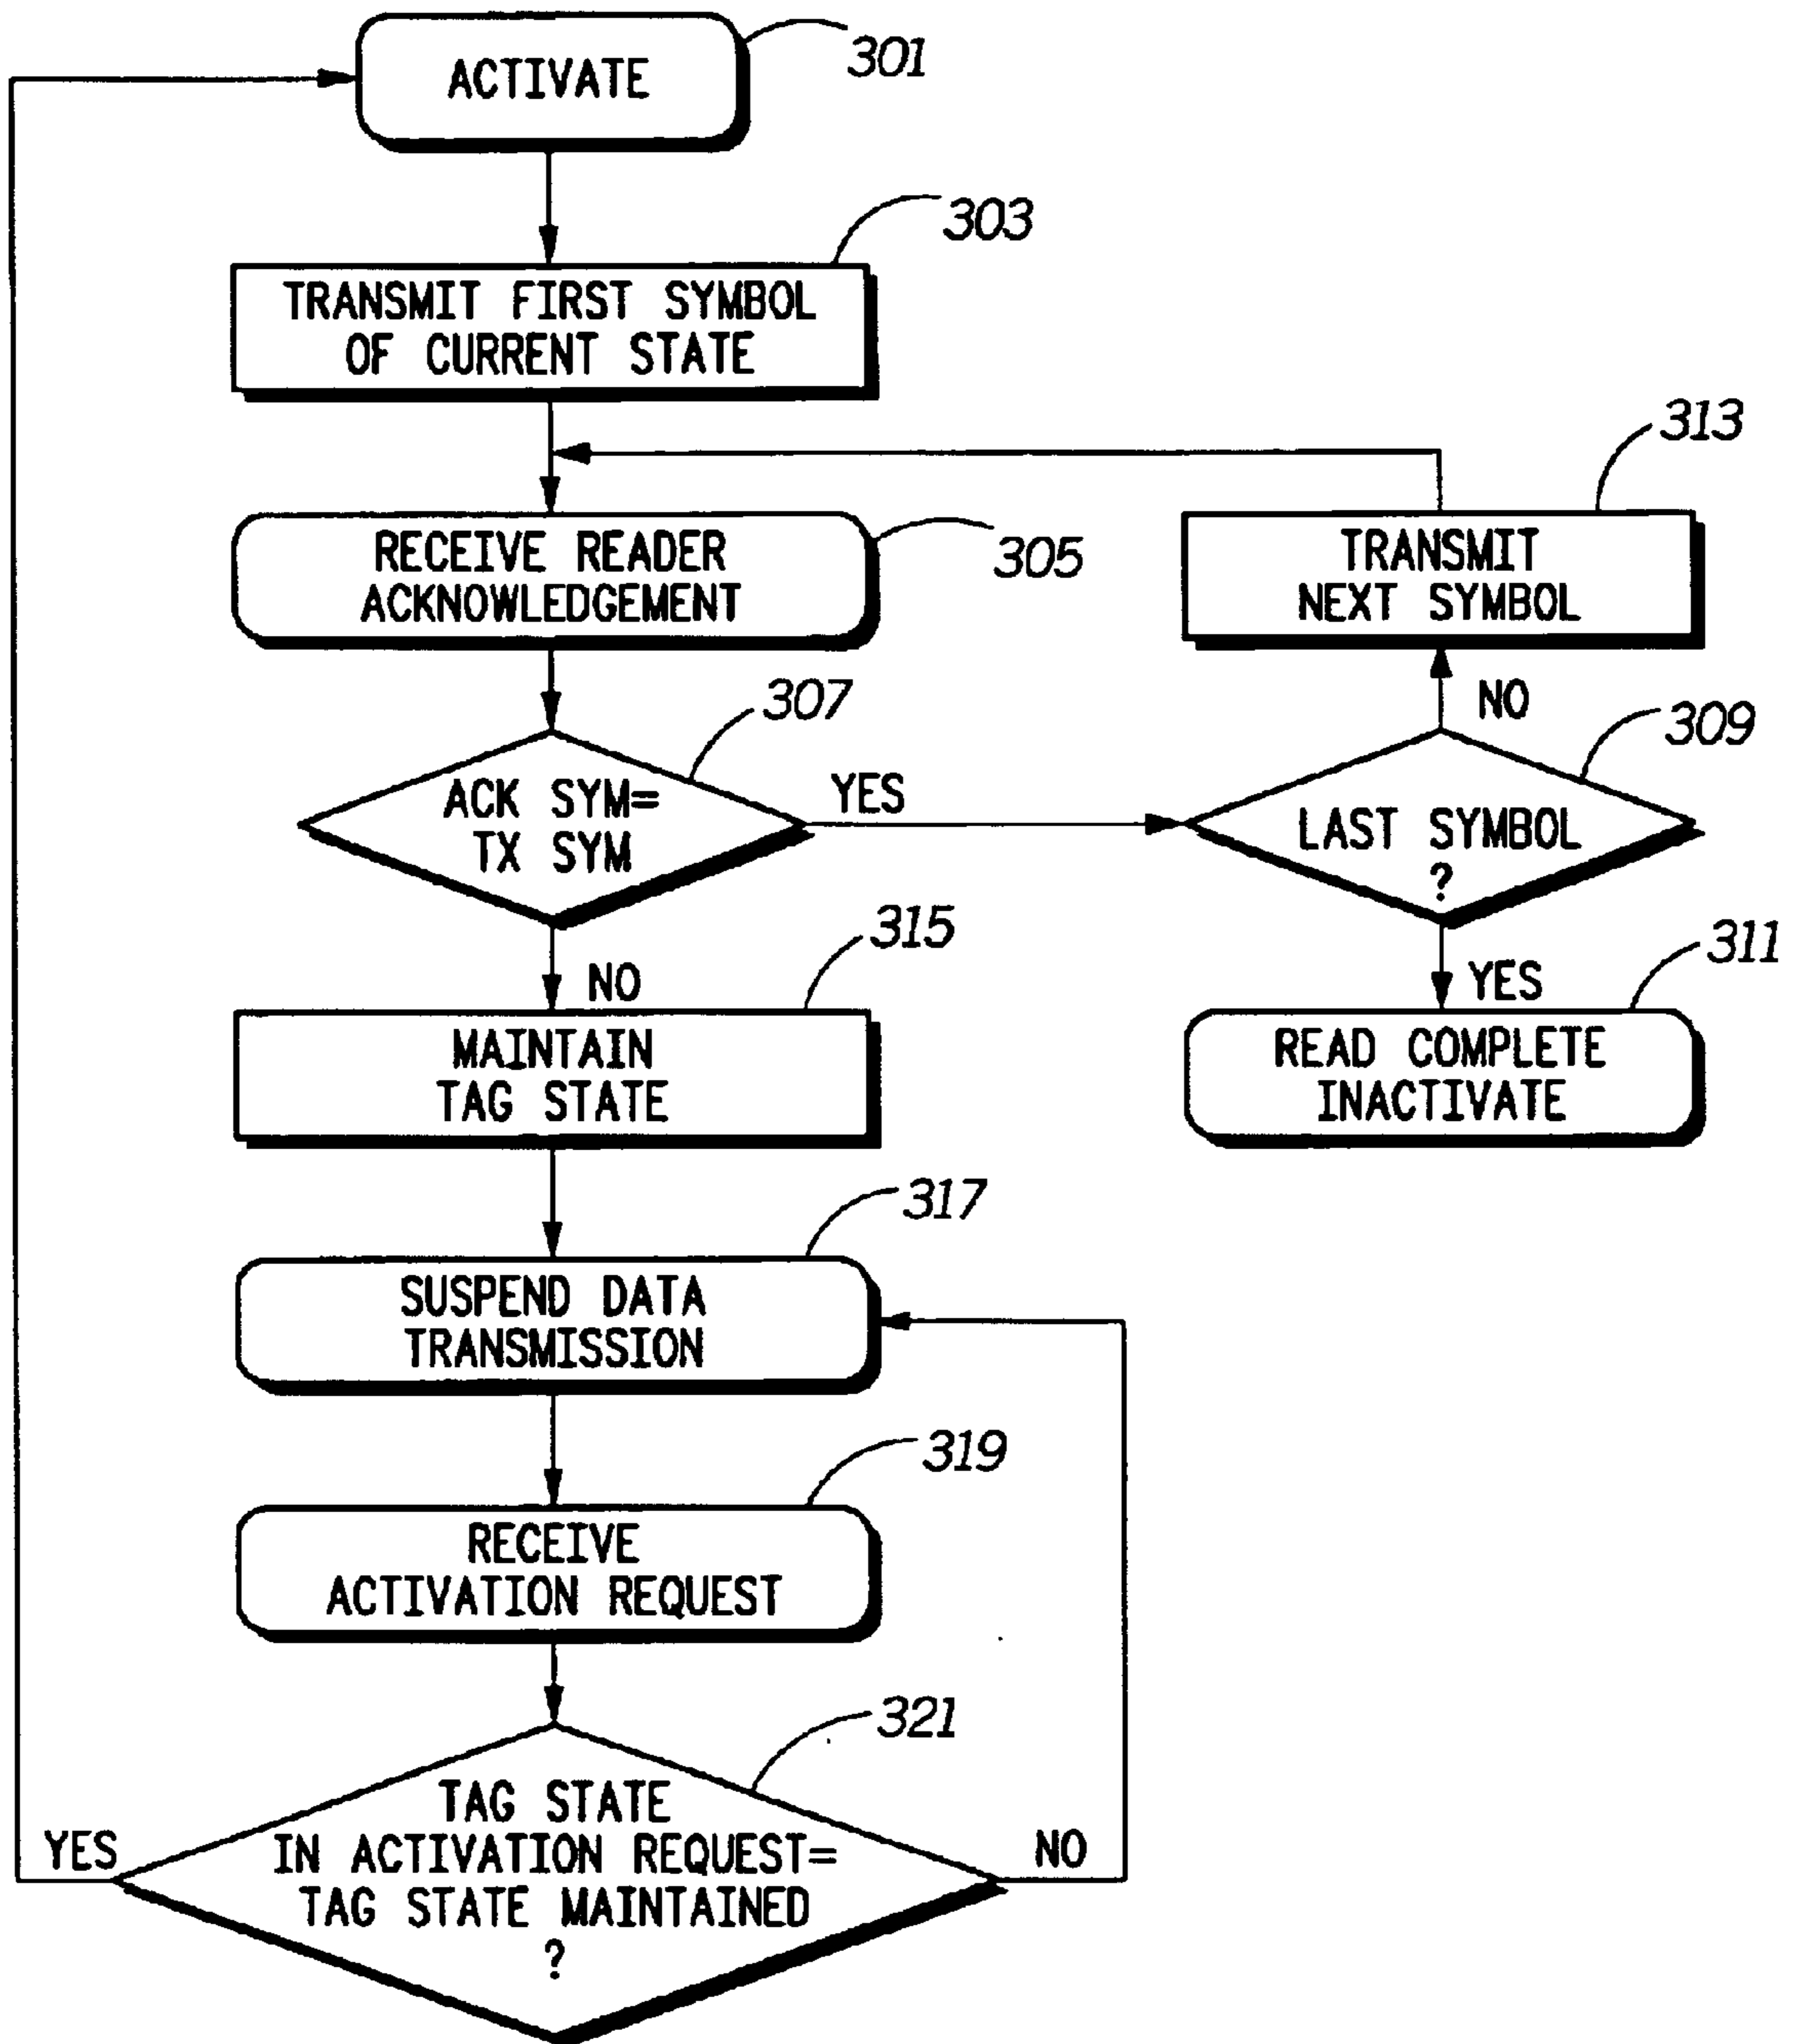 ACTIVATE
301
303
TRANSMIT FIRST SYMBOL
OF CURRENT STATE
313
RECEIVE READER
ACKNOWLEDGEMENT
305
TRANSMIT
NEXT SYMBOL
307
NO
309
ACK SYM=
TX SYM
YES
LAST SYMBOL
?
315
NO
311
YES
MAINTAIN
TAG STATE
READ COMPLETE
INACTIVATE
317
SUSPEND DATA
TRANSMISSION
319
RECEIVE
ACTIVATION REQUEST
321
TAG STATE
IN ACTIVATION REQUEST=
TAG STATE MAINTAINED
?
YES
NO